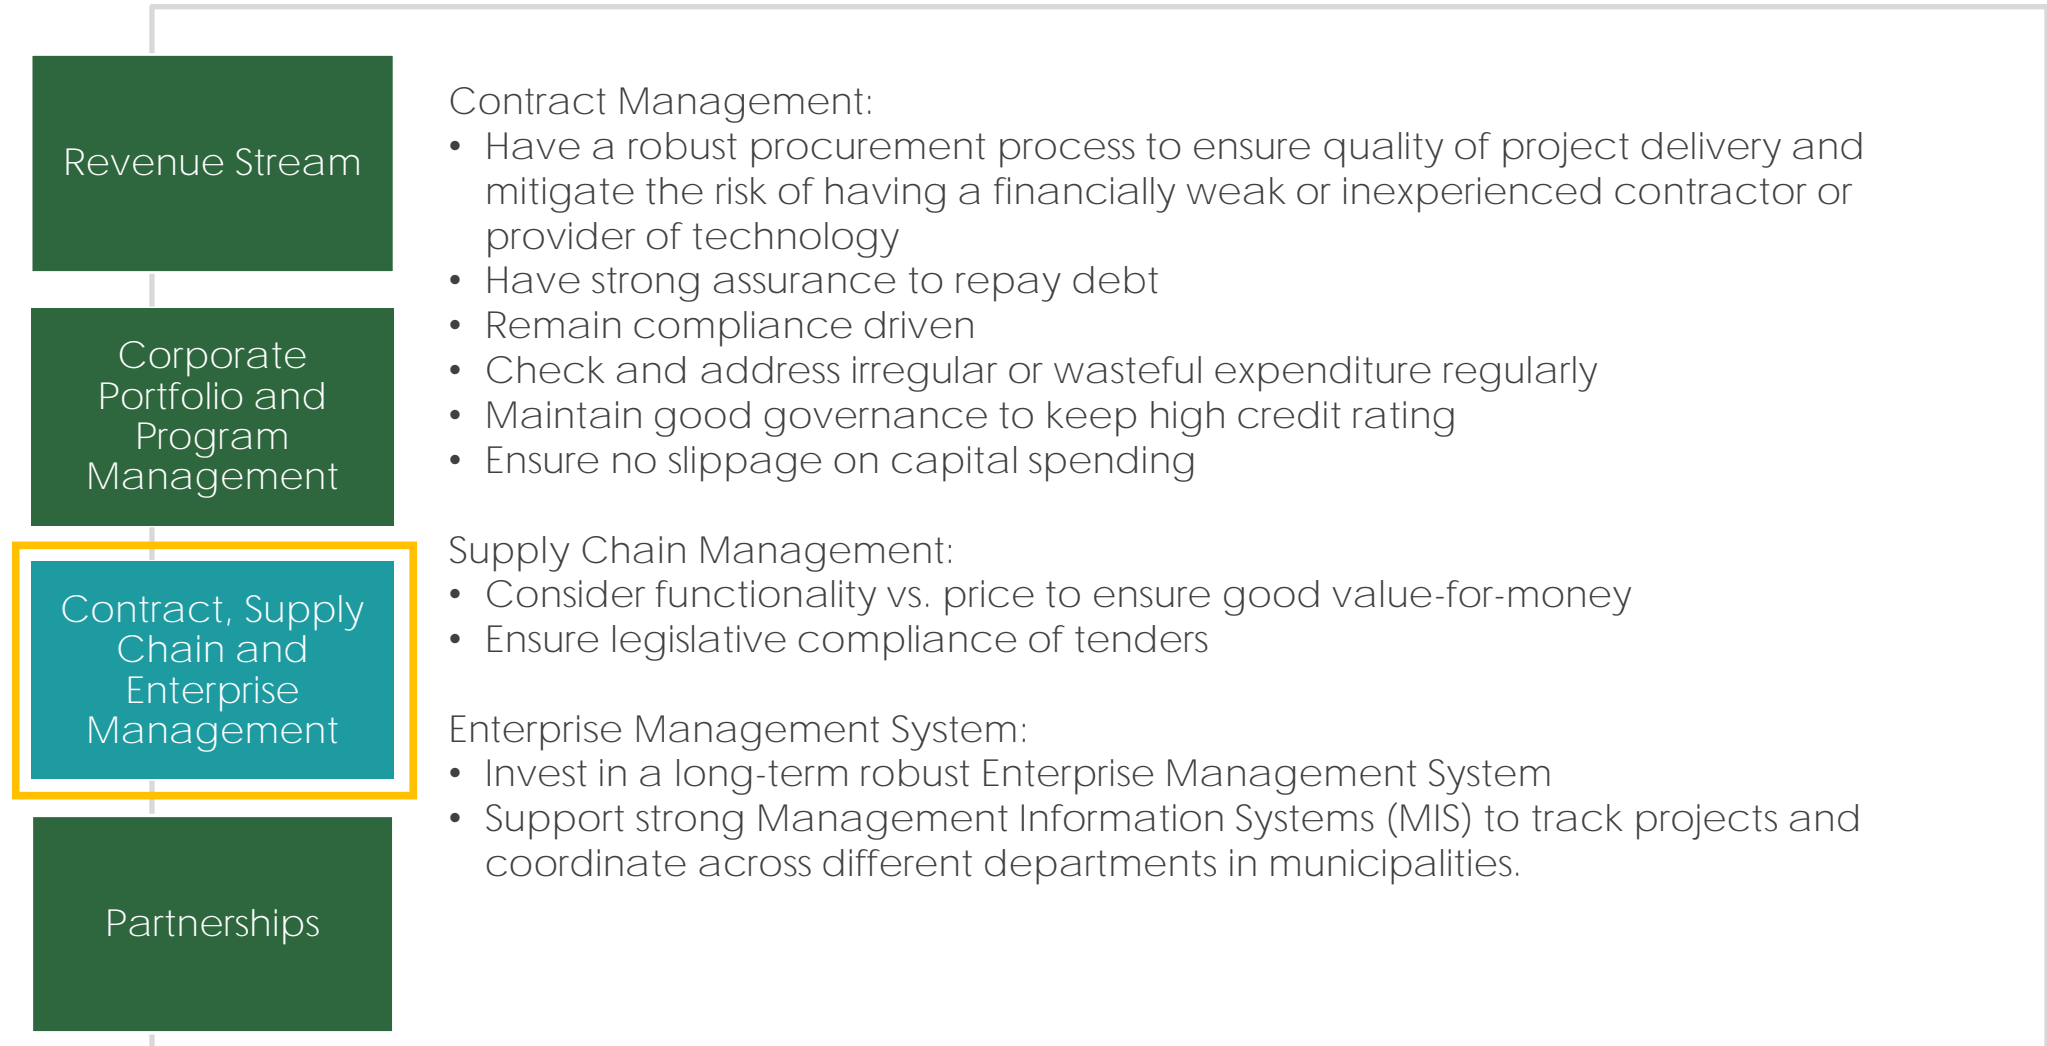 Revenue Stream
Corporate
Portfolio and
Program
Management
Contract, Supply
Chain and
Enterprise
Management
Partnerships
Contract Management:
• Have a robust procurement process to ensure quality of project delivery and
mitigate the risk of having a financially weak or inexperienced contractor or
provider of technology
• Have strong assurance to repay debt
• Remain compliance driven
• Check and address irregular or wasteful expenditure regularly
• Maintain good governance to keep high credit rating
• Ensure no slippage on capital spending
Supply Chain Management:
• Consider functionality vs. price to ensure good value-for-money
• Ensure legislative compliance of tenders
Enterprise Management System:
• Invest in a long-term robust Enterprise Management System
• Support strong Management Information Systems (MIS) to track projects and
coordinate across different departments in municipalities.